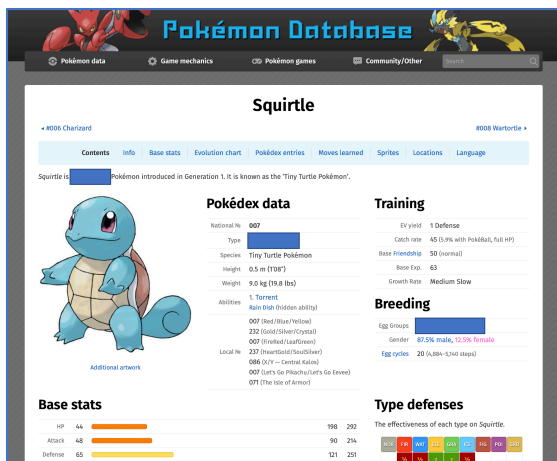 Pokémon Database
Pokémon data Game mechanics Pokémon games Community/Other Search
Squirtle
◂ #006 Charizard #008 Wartortle ▸
Contents Info Base stats Evolution chart Pokédex entries Moves learned Sprites Locations Language
Squirtle is Pokémon introduced in Generation 1. It is known as the 'Tiny Turtle Pokémon'.
Additional artwork
Pokédex data
National № 007
Type
Species Tiny Turtle Pokémon
Height 0.5 m (1′08″)
Weight 9.0 kg (19.8 lbs)
Abilities 1. Torrent
Rain Dish (hidden ability)
Local № 007 (Red/Blue/Yellow)
232 (Gold/Silver/Crystal)
007 (FireRed/LeafGreen)
237 (HeartGold/SoulSilver)
086 (X/Y — Central Kalos)
007 (Let's Go Pikachu/Let's Go Eevee)
071 (The Isle of Armor)
Training
EV yield 1 Defense
Catch rate 45 (5.9% with PokéBall, full HP)
Base Friendship 50 (normal)
Base Exp. 63
Growth Rate Medium Slow
Breeding
Egg Groups
Gender 87.5% male, 12.5% female
Egg cycles 20 (4,884–5,140 steps)
Base stats
HP 44 198 292
Attack 48 90 214
Defense 65 121 251
Type defenses
The effectiveness of each type on Squirtle.
NOR FIR WAT ELE GRA ICE FIG POI GRO
½ ½ 2 2 ½